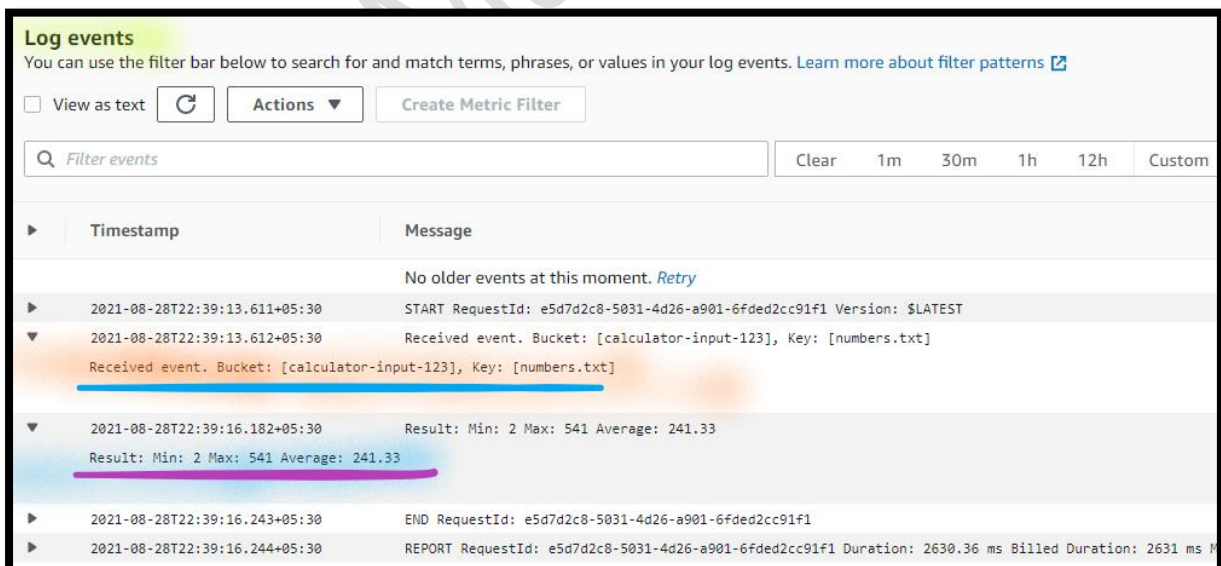 Log events
You can use the filter bar below to search for and match terms, phrases, or values in your log events. Learn more about filter patterns
View as text Actions Create Metric Filter
Filter events Clear 1m 30m 1h 12h Custom
Timestamp Message
No older events at this moment. Retry
2021-08-28T22:39:13.611+05:30 START RequestId: e5d7d2c8-5031-4d26-a901-6fded2cc91f1 Version: $LATEST
2021-08-28T22:39:13.612+05:30 Received event. Bucket: [calculator-input-123], Key: [numbers.txt]
Received event. Bucket: [calculator-input-123], Key: [numbers.txt]
2021-08-28T22:39:16.182+05:30 Result: Min: 2 Max: 541 Average: 241.33
Result: Min: 2 Max: 541 Average: 241.33
2021-08-28T22:39:16.243+05:30 END RequestId: e5d7d2c8-5031-4d26-a901-6fded2cc91f1
2021-08-28T22:39:16.244+05:30 REPORT RequestId: e5d7d2c8-5031-4d26-a901-6fded2cc91f1 Duration: 2630.36 ms Billed Duration: 2631 ms